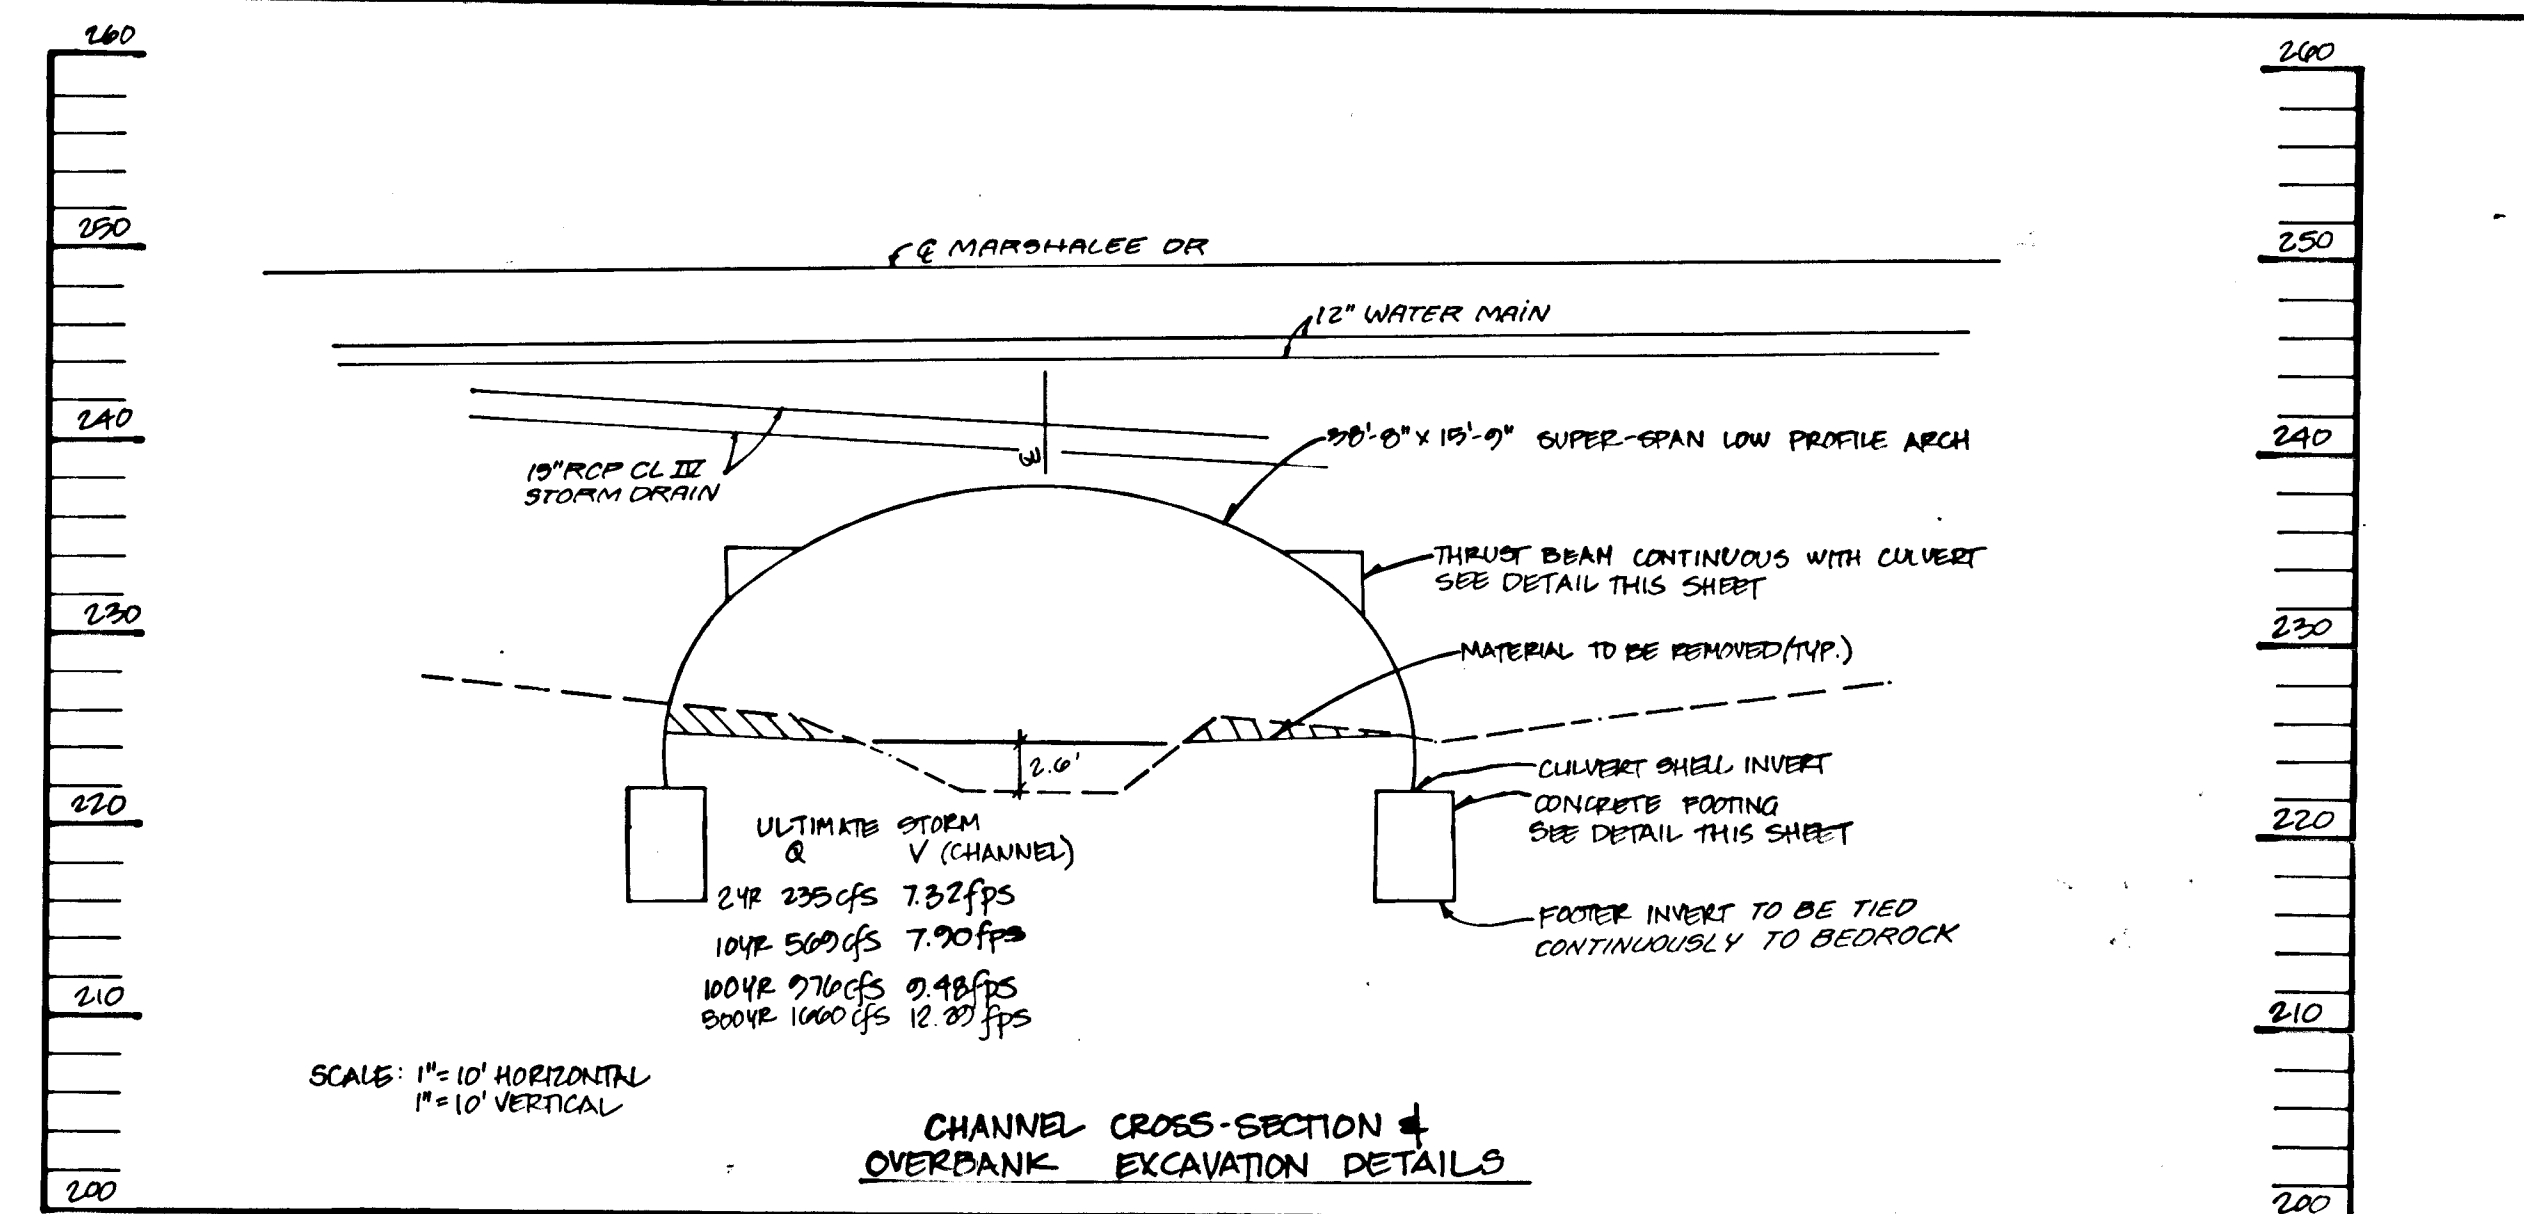 260
260
250
250
℄ MARSHALEE DR
12" WATER MAIN
240
240
38'-8" X 15'-9" SUPER-SPAN LOW PROFILE ARCH
℄
RCP CL IV
STORM DRAIN
THRUST BEAM CONTINUOUS WITH CULVERT
SEE DETAIL THIS SHEET
230
230
MATERIAL TO BE REMOVED (TYP.)
2.6'
CULVERT SHELL INVERT
220
220
CONCRETE FOOTING
SEE DETAIL THIS SHEET
ULTIMATE STORM
Q V (CHANNEL)
2YR 235cfs 7.32fps
10YR 569cfs 7.90fps
100YR 976cfs 9.48fps
500YR 1660cfs fps
FOOTER INVERT TO BE TIED
CONTINUOUSLY TO BEDROCK
210
210
SCALE: 1"=10' HORIZONTAL
1"=10' VERTICAL
CHANNEL CROSS-SECTION &
OVERBANK EXCAVATION DETAILS
200
200